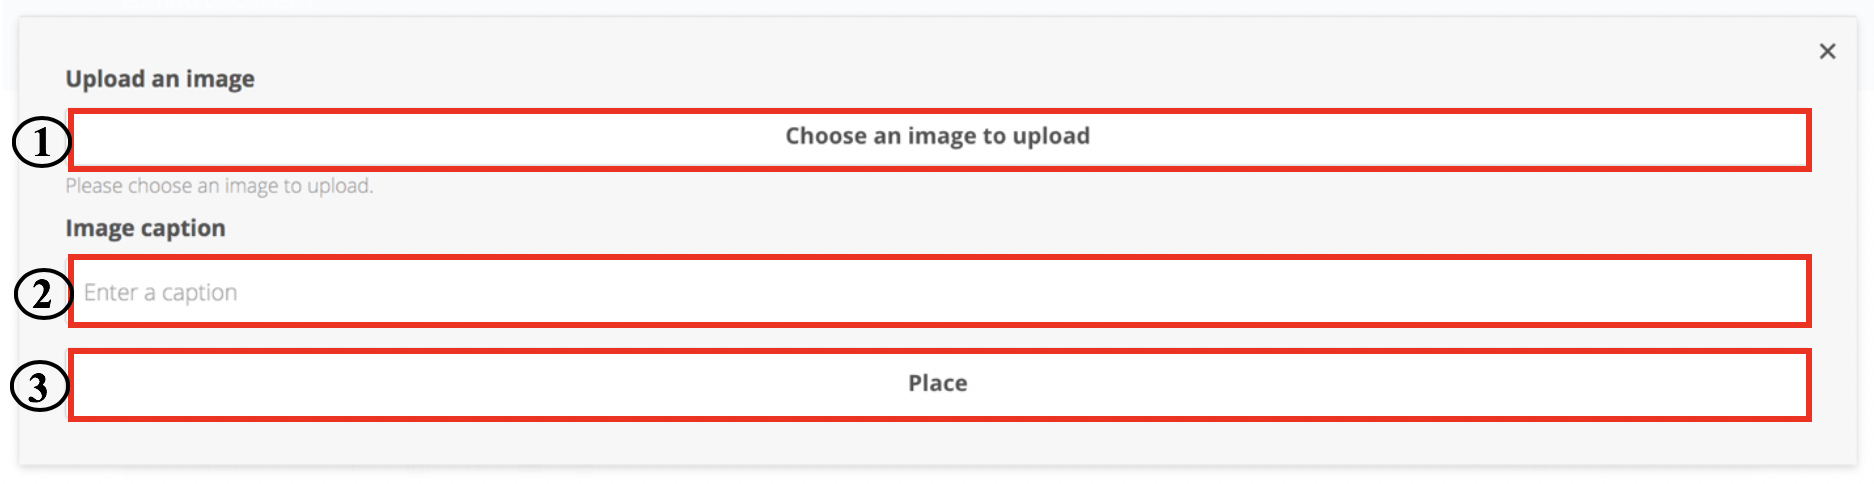 Upload an image
1
Choose an image to upload
Please choose an image to upload.
Image caption
2
Enter a caption
3
Place